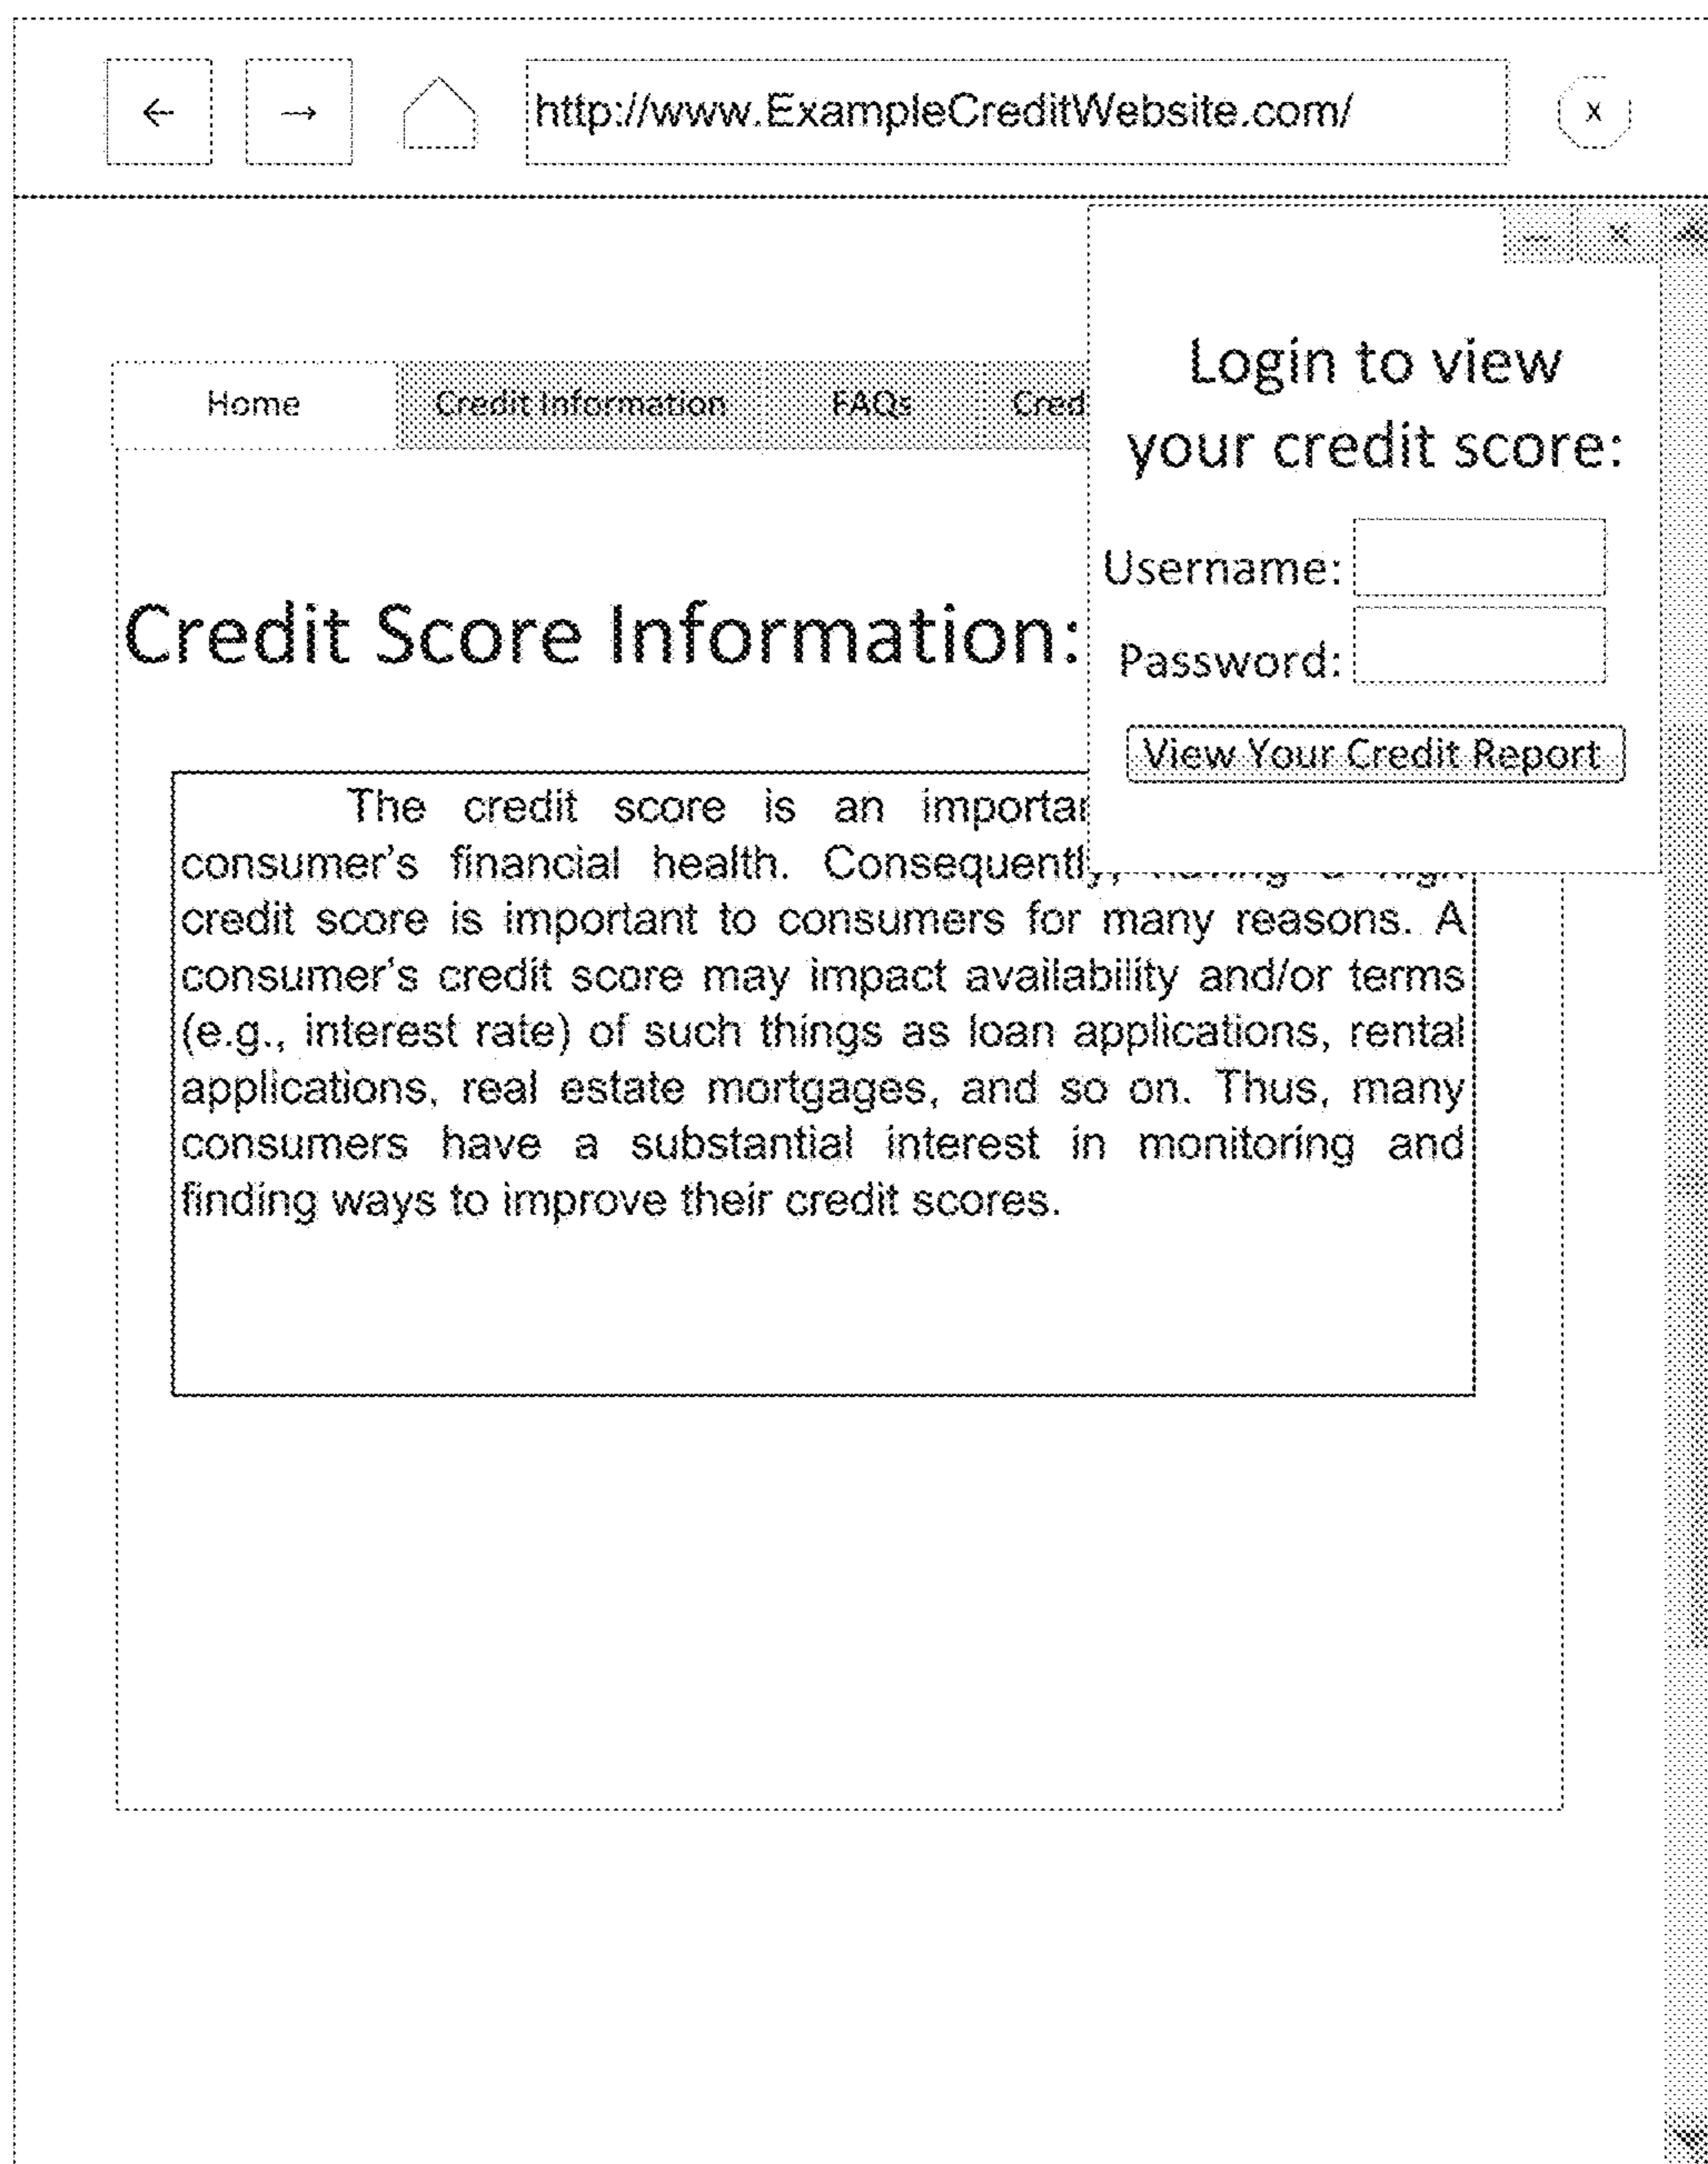 http://www.ExampleCreditWebsite.com/
x
Home Credit Information FAQs Cred
Login to view
your credit score:
Username:
Password:
View Your Credit Report
Credit Score Information:
The credit score is an importan
consumer's financial health. Consequently,
credit score is important to consumers for many reasons. A
consumer's credit score may impact availability and/or terms
(e.g., interest rate) of such things as loan applications, rental
applications, real estate mortgages, and so on. Thus, many
consumers have a substantial interest in monitoring and
finding ways to improve their credit scores.